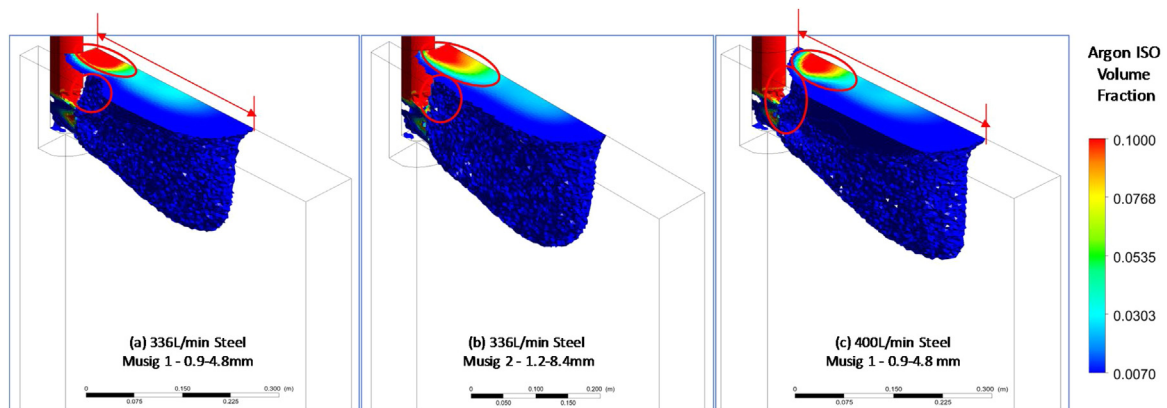 Argon ISO
Volume
Fraction
0.1000
0.0768
0.0535
0.0303
0.0070
(a) 336L/min Steel
Musig 1 - 0.9-4.8mm
0 0.150 0.300 (m)
0.075 0.225
(b) 336L/min Steel
Musig 2 - 1.2-8.4mm
0 0.100 0.200 (m)
0.050 0.150
(c) 400L/min Steel
Musig 1 - 0.9-4.8 mm
0 0.150 0.300 (m)
0.075 0.225